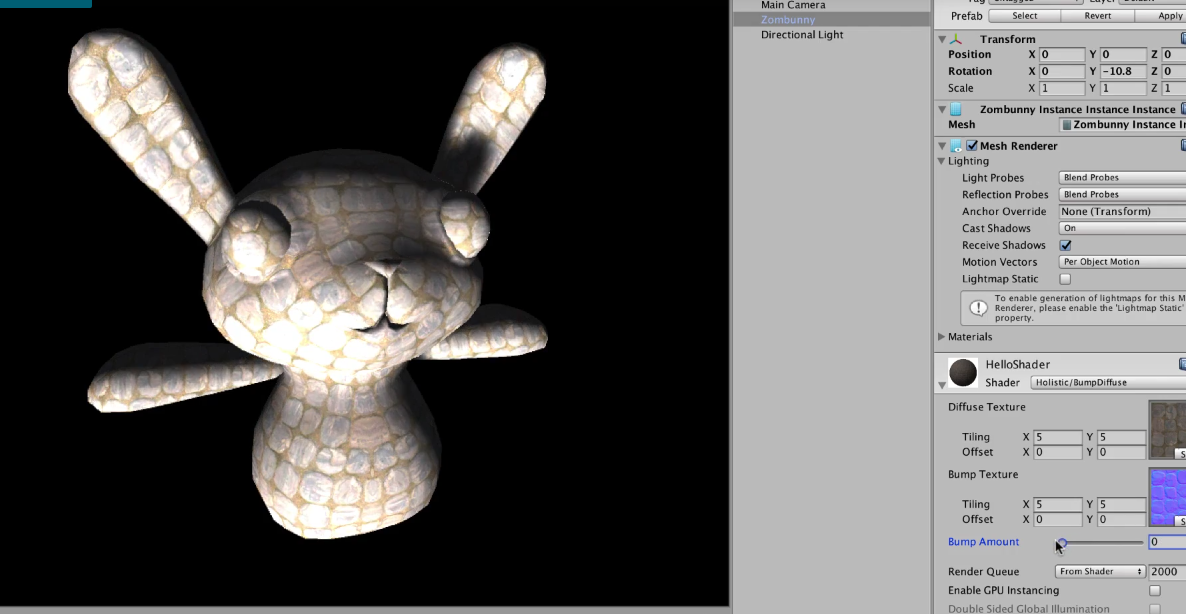 Main Camera
Zombunny
Directional Light
Prefab Select Revert Apply
Transform
Position X 0 Y 0 Z 0
Rotation X 0 Y -10.8 Z 0
Scale X 1 Y 1 Z 1
Zombunny Instance Instance Instance
Mesh Zombunny Instance
Mesh Renderer
Lighting
Light Probes Blend Probes
Reflection Probes Blend Probes
Anchor Override None (Transform)
Cast Shadows On
Receive Shadows
Motion Vectors Per Object Motion
Lightmap Static
To enable generation of lightmaps for this M
Renderer, please enable the 'Lightmap Static'
property.
Materials
HelloShader
Shader Holistic/BumpDiffuse
Diffuse Texture
Tiling X 5 Y 5
Offset X 0 Y 0
Bump Texture
Tiling X 5 Y 5
Offset X 0 Y 0
Bump Amount 0
Render Queue From Shader 2000
Enable GPU Instancing
Double Sided Global Illumination